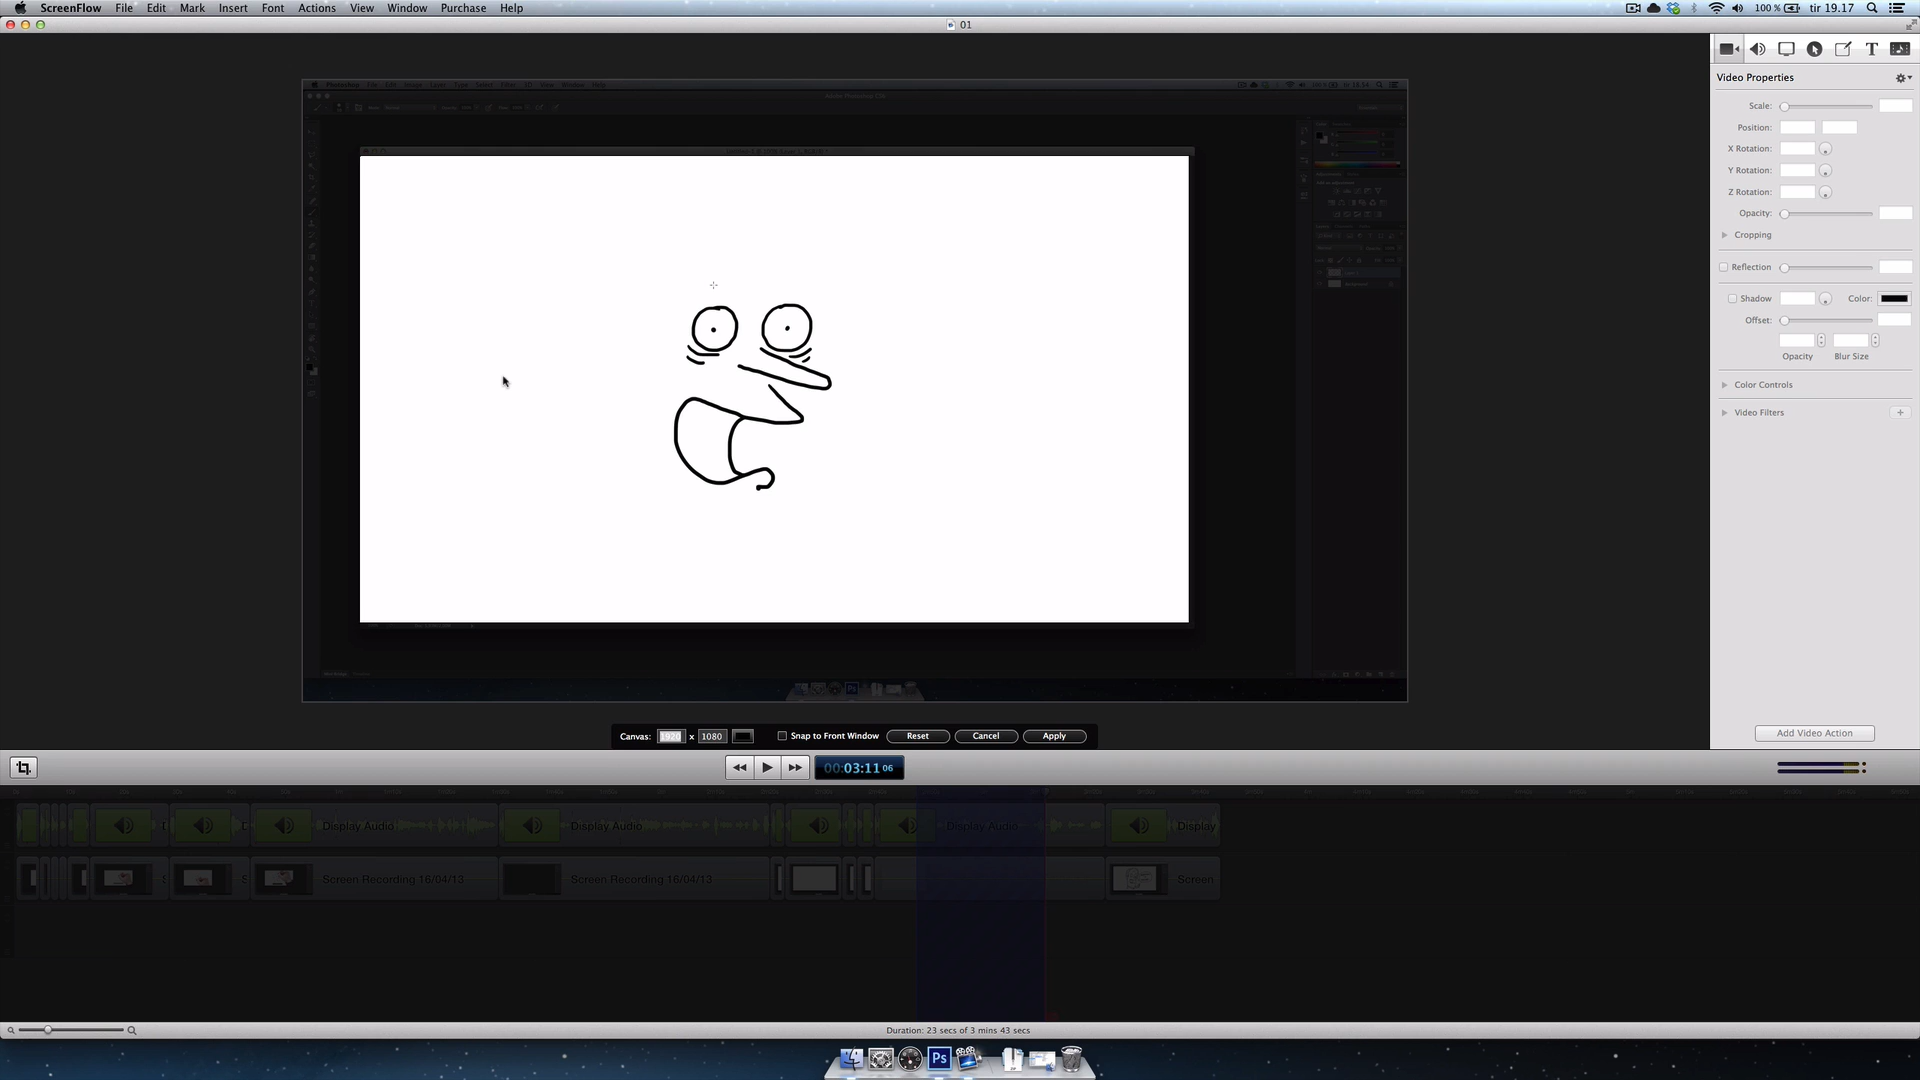 ScreenFlow File Edit Mark Insert Font Actions View Window Purchase Help 100 % tir 19.17
01
Video Properties
Scale:
Position:
X Rotation:
Y Rotation:
Z Rotation:
Opacity:
Cropping
Reflection
Shadow Color:
Offset:
Opacity Blur Size
Color Controls
Video Filters
Add Video Action
Canvas: 1920 x 1080 Snap to Front Window Reset Cancel Apply
00:03:11 06
Display Audio Display Audio Display Audio Display
Screen Recording 16/04/13 Screen Recording 16/04/13 Screen
Duration: 23 secs of 3 mins 43 secs
Ps